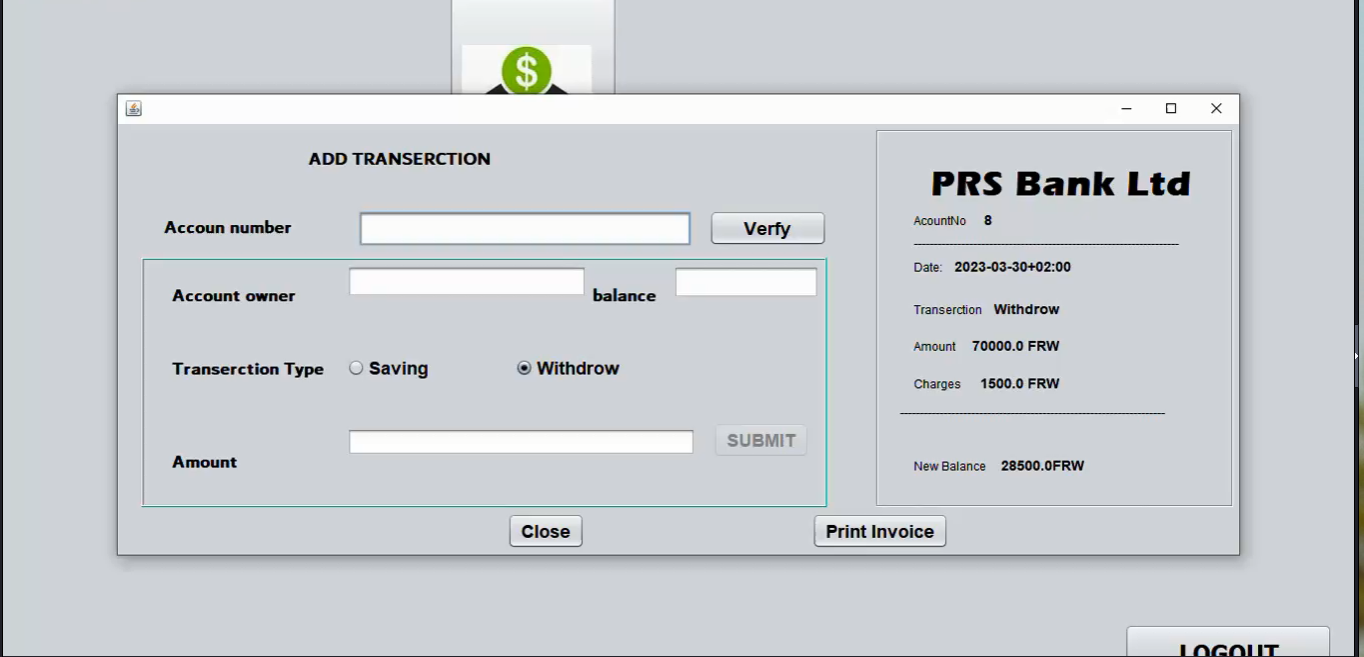 $
ADD TRANSERCTION
Accoun number
Verfy
Account owner
balance
Transerction Type
Saving
Withdrow
Amount
SUBMIT
Close
PRS Bank Ltd
AcountNo 8
--------------------------------------------------------------------------------
Date: 2023-03-30+02:00
Transerction Withdrow
Amount 70000.0 FRW
Charges 1500.0 FRW
--------------------------------------------------------------------------------
New Balance 28500.0FRW
Print Invoice
LOGOUT